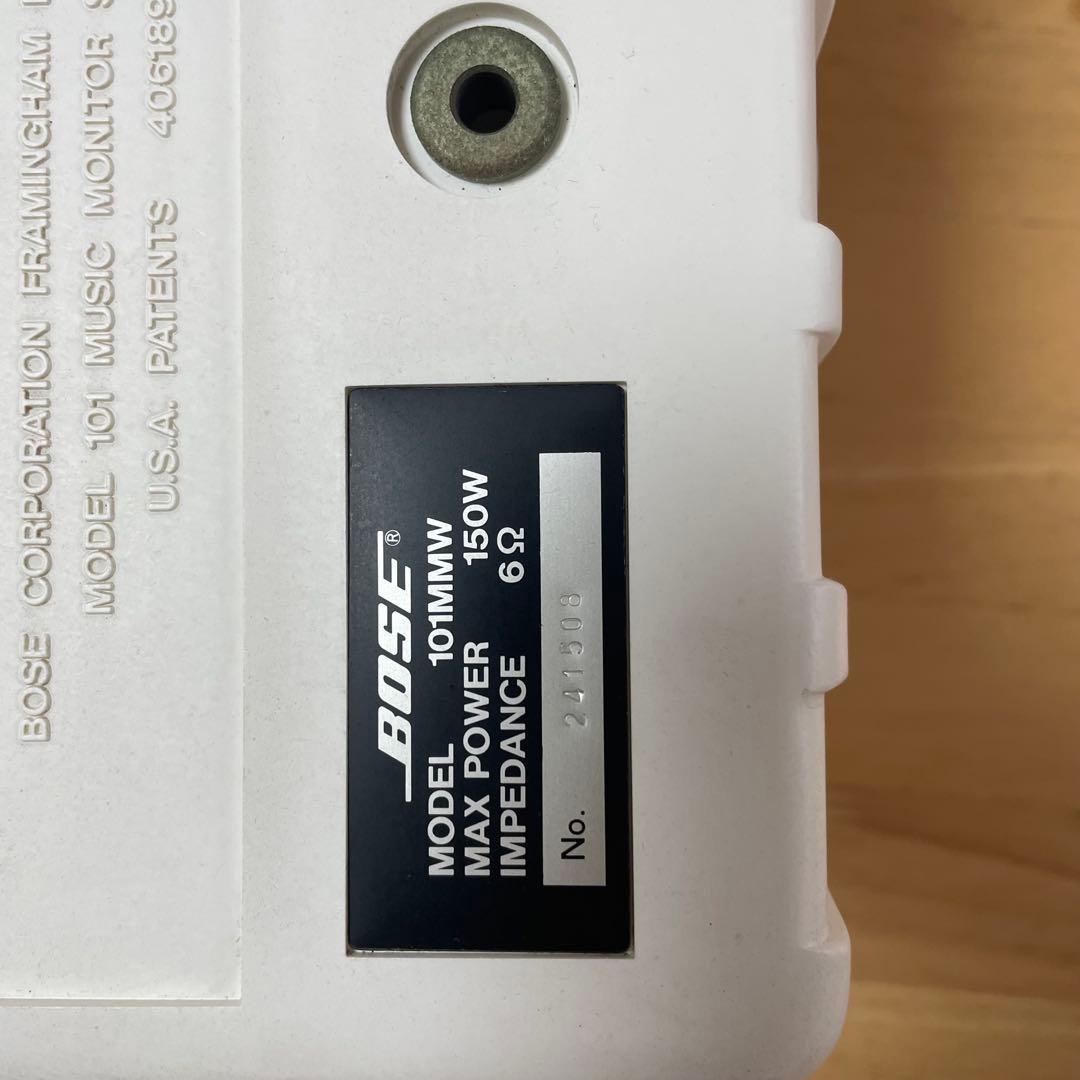 BOSE CORPORATION FRAMINGHAM
MODEL 101 MUSIC MONITOR
U.S.A. PATENTS 406189
BOSE®
MODEL 101MMW
MAX POWER 150W
IMPEDANCE 6Ω
No. 241508